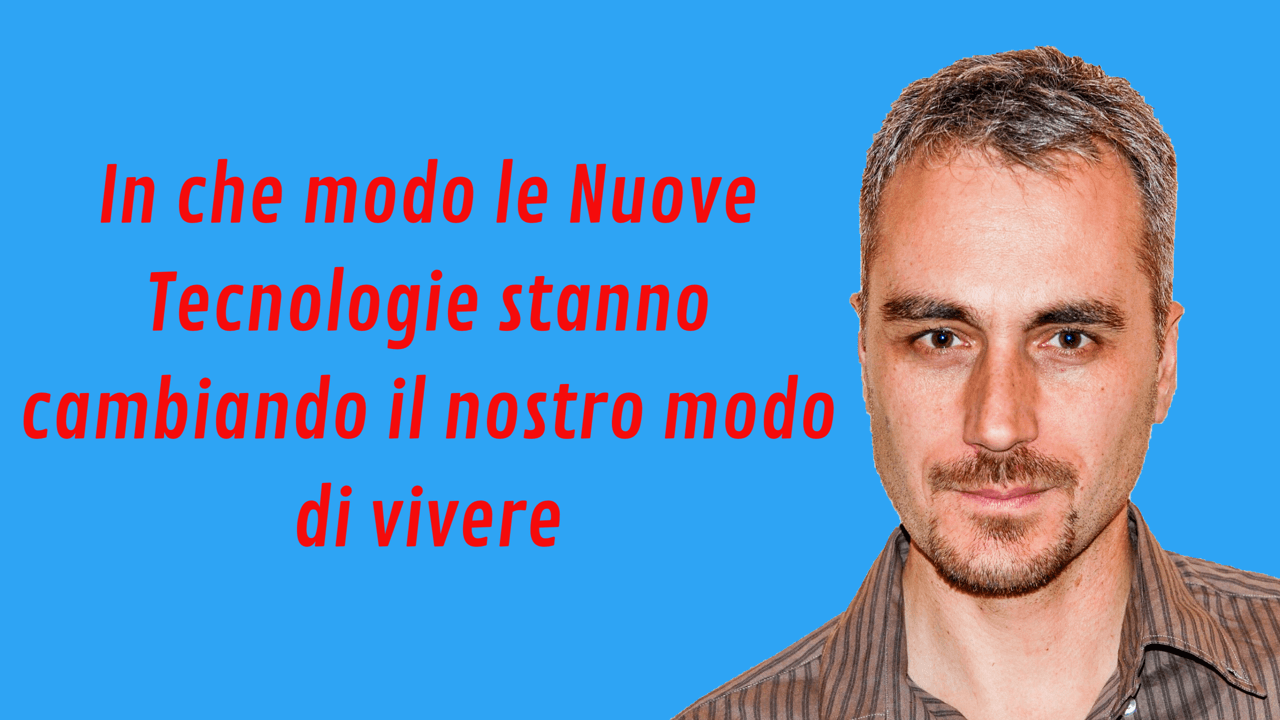 In che modo le Nuove
Tecnologie stanno
cambiando il nostro modo
di vivere